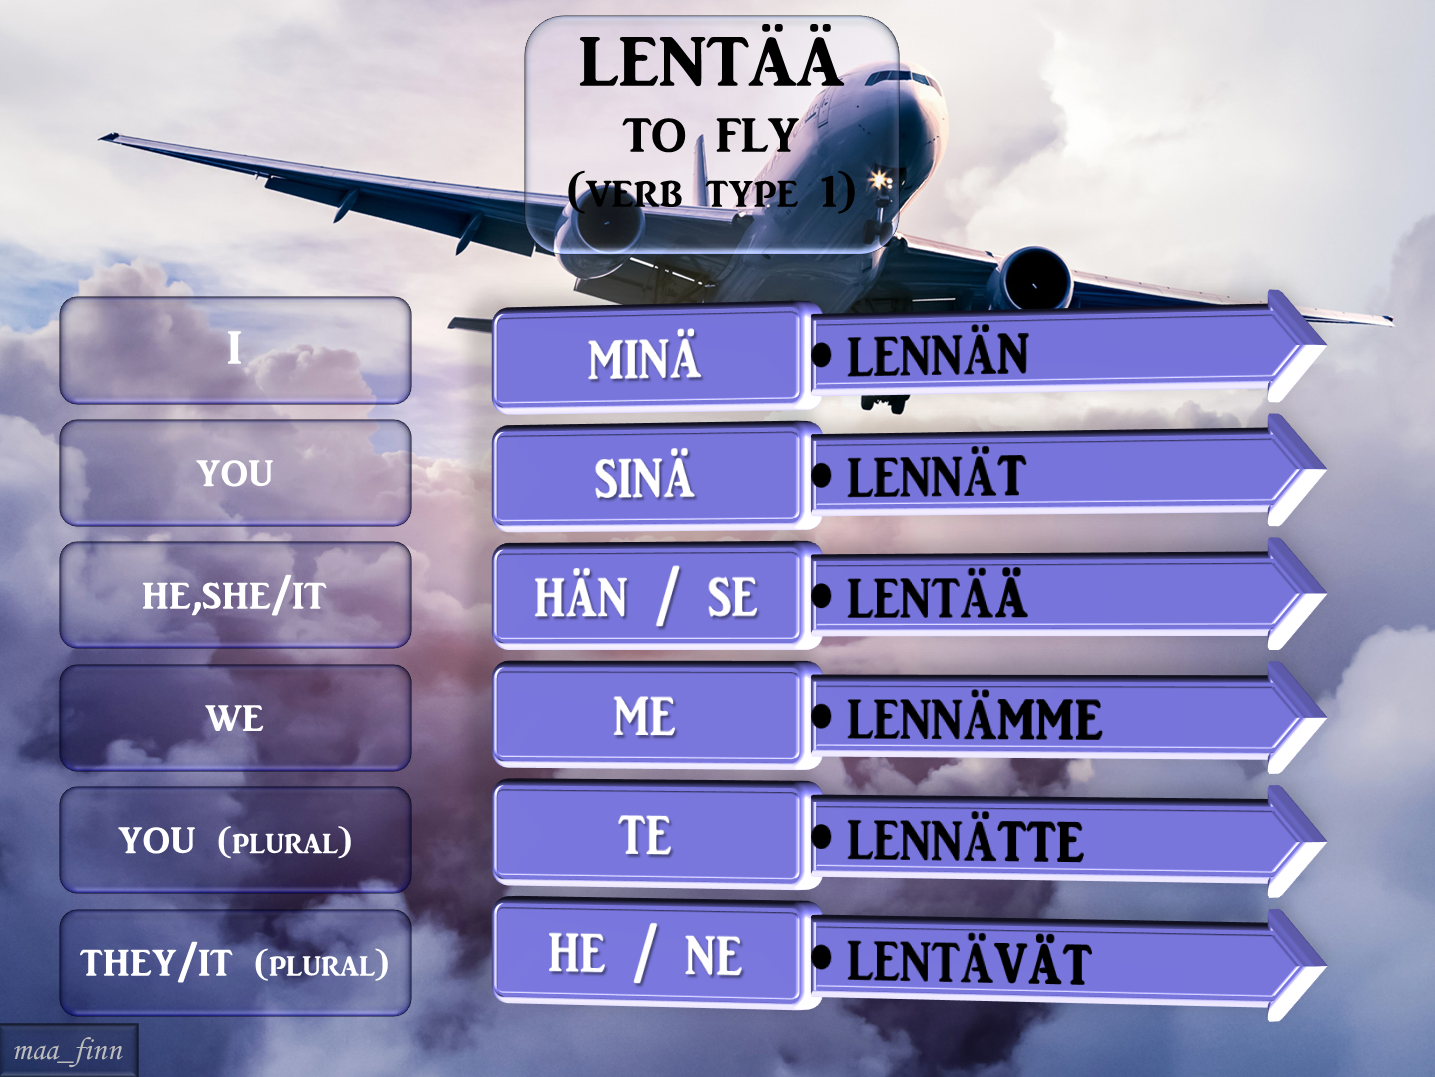 LENTÄÄ
TO FLY
(VERB TYPE 1)
I
MINÄ
• LENNÄN
YOU
SINÄ
• LENNÄT
HE,SHE/IT
HÄN / SE
• LENTÄÄ
WE
ME
• LENNÄMME
YOU (PLURAL)
TE
• LENNÄTTE
THEY/IT (PLURAL)
HE / NE
• LENTÄVÄT
maa_finn